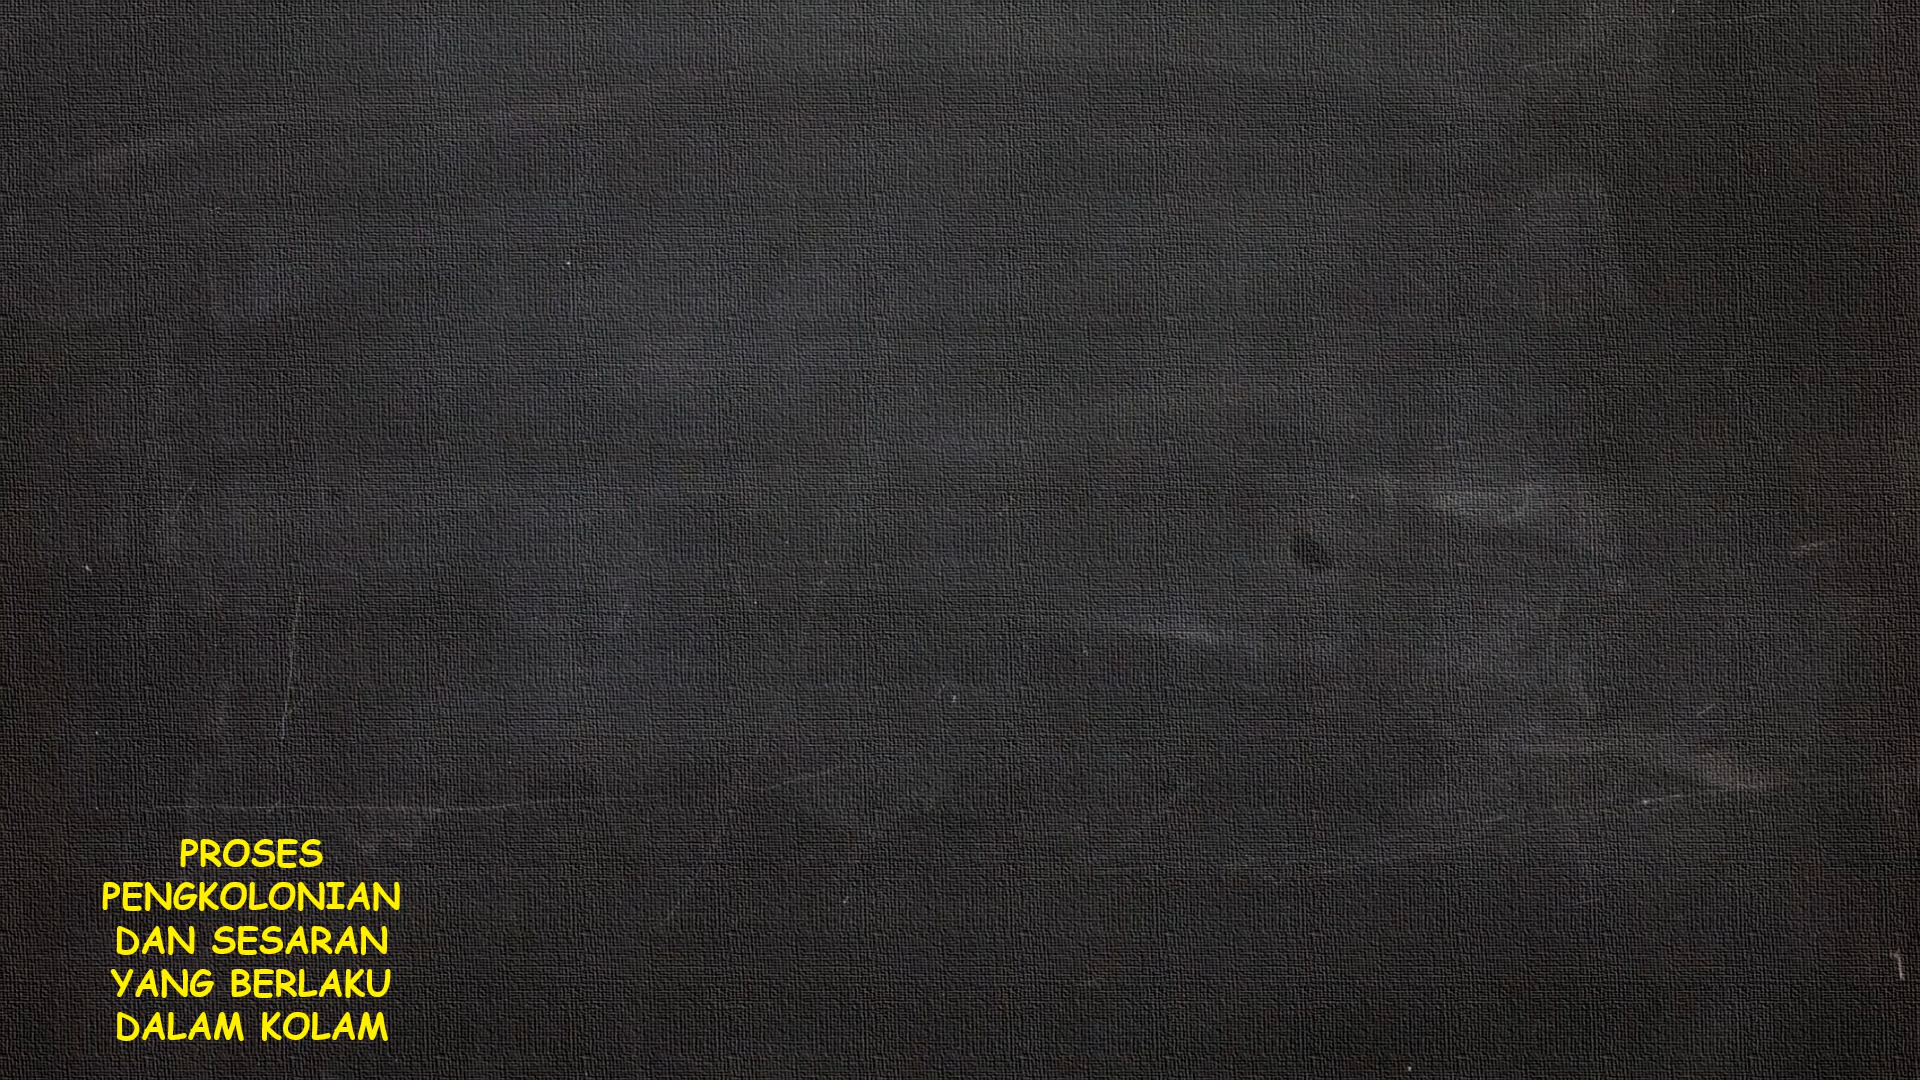 PROSES
PENGKOLONIAN
DAN SESARAN
YANG BERLAKU
DALAM KOLAM